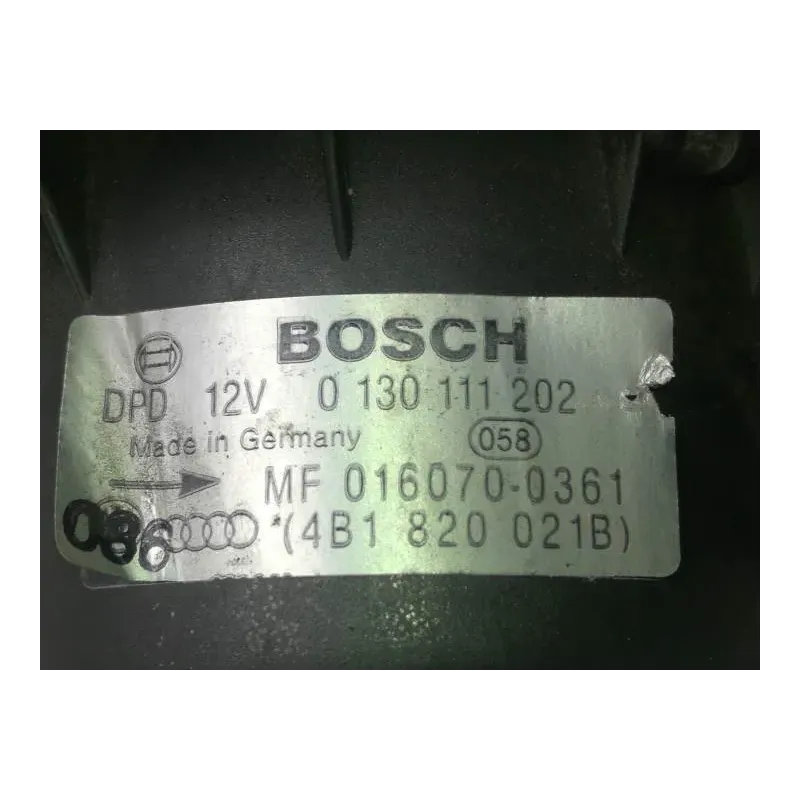 BOSCH
DPD 12V 0 130 111 202
Made in Germany 058
MF 016070-0361
086 (4B1 820 021B)